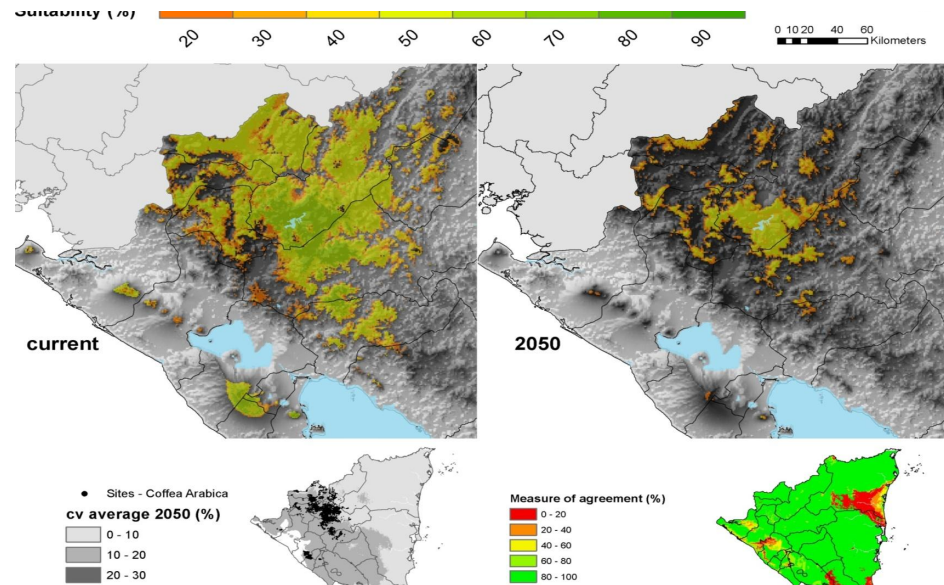 Suitability (%)
20 30 40 50 60 70 80 90
0 10 20 40 60
Kilometers
current
2050
Sites - Coffea Arabica
cv average 2050 (%)
0 - 10
10 - 20
20 - 30
Measure of agreement (%)
0 - 20
20 - 40
40 - 60
60 - 80
80 - 100